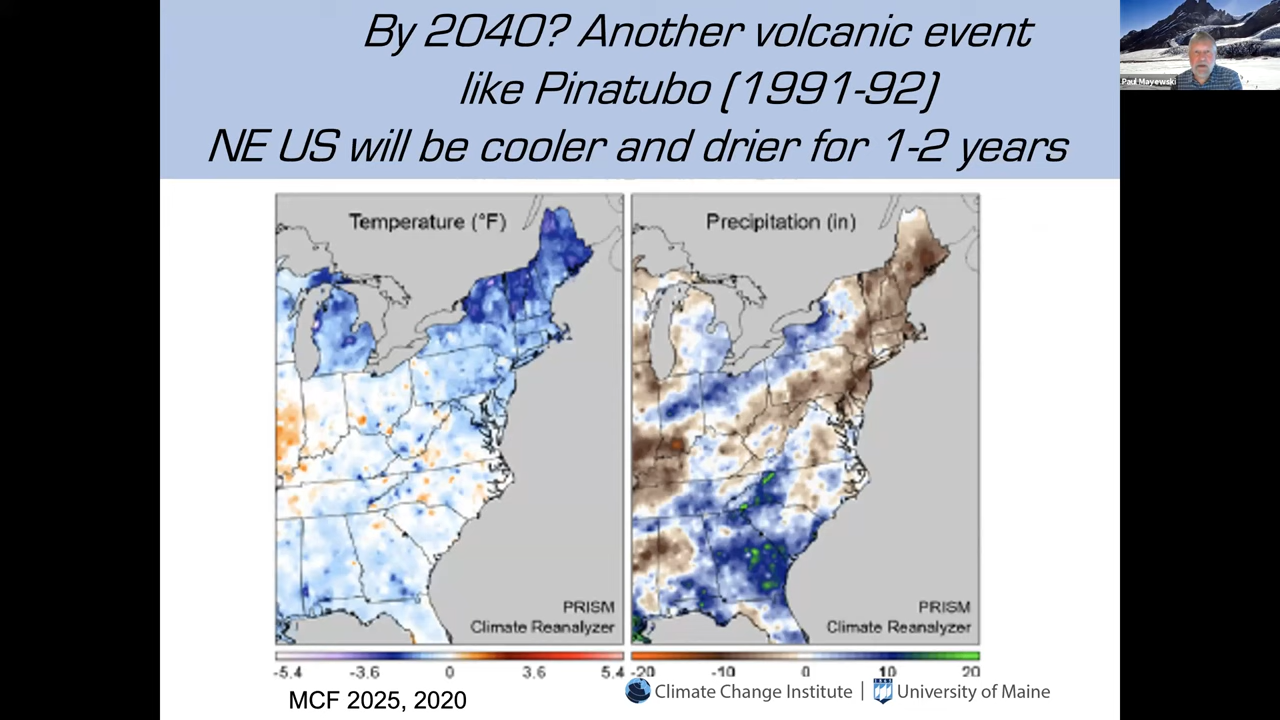 By 2040? Another volcanic event
like Pinatubo (1991-92)
NE US will be cooler and drier for 1-2 years
Paul Mayewski
Temperature (°F)
Precipitation (in)
PRISM
Climate Reanalyzer
PRISM
Climate Reanalyzer
-5.4 -3.6 0 3.6 5.4
-20 -10 0 10 20
MCF 2025, 2020
Climate Change Institute | University of Maine